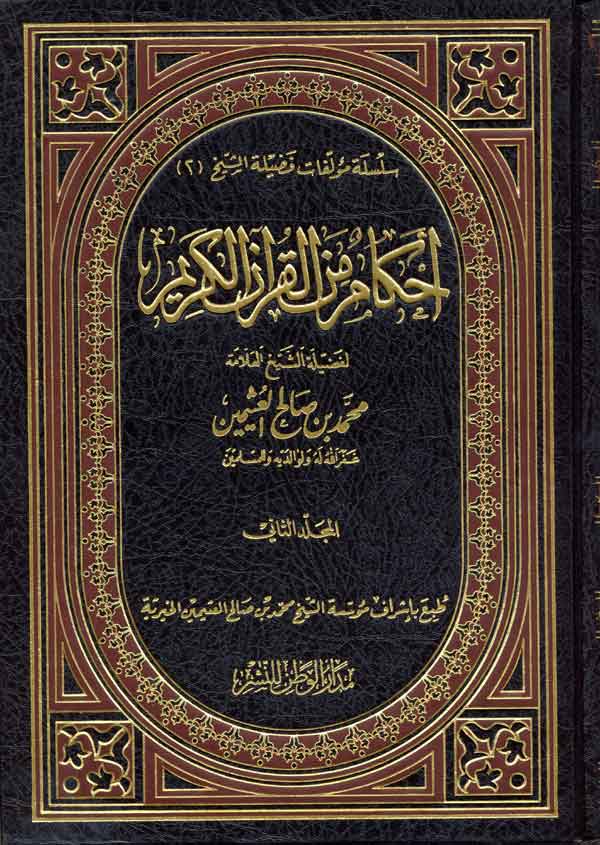 سلسلة مؤلفات فضيلة الشيخ (٢)
أحكام من القرآن الكريم
لفضيلة الشيخ العلامة
محمد بن صالح العثيمين
غفر الله له ولوالديه وللمسلمين
المجلد الثاني
طبع بإشراف مؤسسة الشيخ محمد بن صالح العثيمين الخيرية
مدار الوطن للنشر